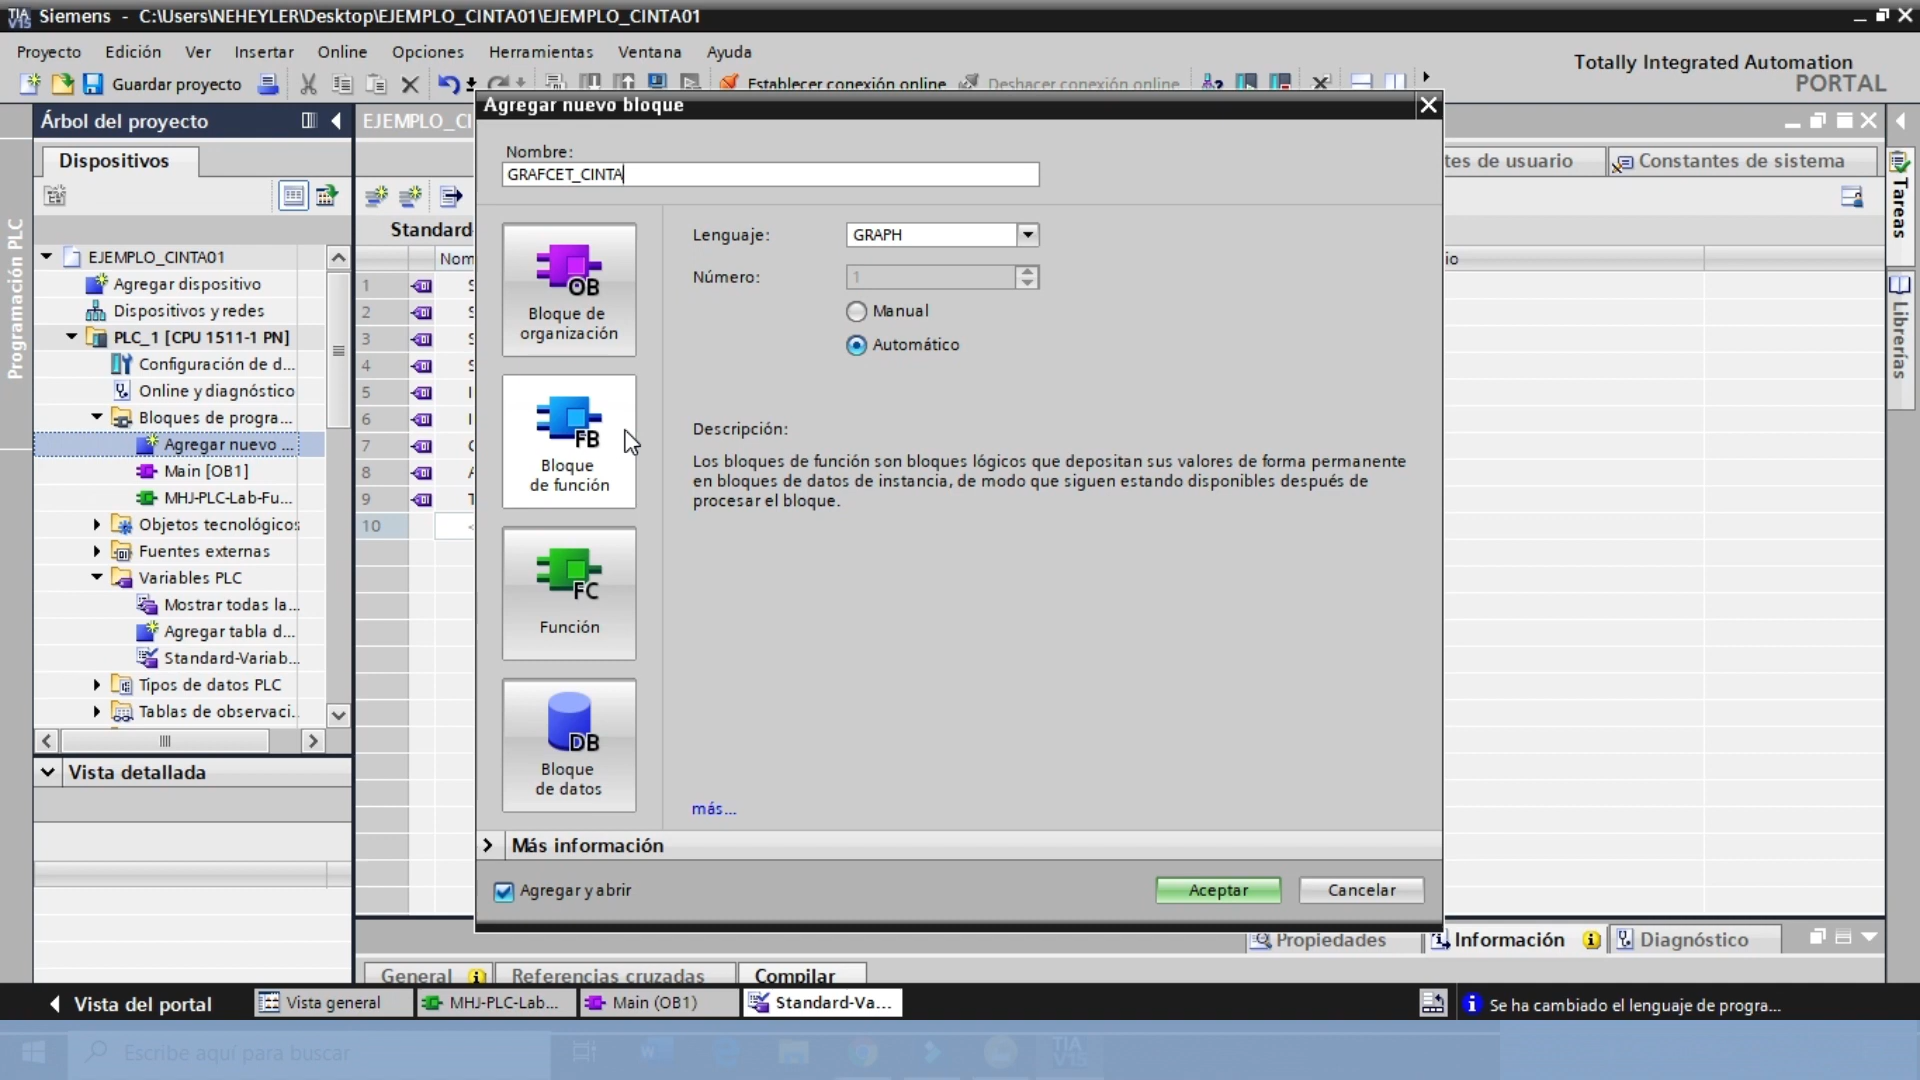 Siemens - C:\Users\NEHEYLER\Desktop\EJEMPLO_CINTA01\EJEMPLO_CINTA01
Proyecto Edición Ver Insertar Online Opciones Herramientas Ventana Ayuda
Totally Integrated Automation
PORTAL
Guardar proyecto
Establecer conexión online
Deshacer conexión online
Árbol del proyecto
EJEMPLO_CI
Dispositivos
tes de usuario
Constantes de sistema
Programación PLC
Tareas
Librerías
EJEMPLO_CINTA01
Agregar dispositivo
Dispositivos y redes
PLC_1 [CPU 1511-1 PN]
Configuración de d...
Online y diagnóstico
Bloques de progra...
Agregar nuevo ...
Main [OB1]
MHJ-PLC-Lab-Fu...
Objetos tecnológicos
Fuentes externas
Variables PLC
Mostrar todas la...
Agregar tabla d...
Standard-Variab...
Tipos de datos PLC
Tablas de observaci..
Vista detallada
Standard-
Nom
io
1
2
3
4
5
6
7
8
9
10
Agregar nuevo bloque
Nombre:
GRAFCET_CINTA
OB
Bloque de
organización
FB
Bloque
de función
FC
Función
DB
Bloque
de datos
Lenguaje: GRAPH
Número: 1
Manual
Automático
Descripción:
Los bloques de función son bloques lógicos que depositan sus valores de forma permanente
en bloques de datos de instancia, de modo que siguen estando disponibles después de
procesar el bloque.
más...
Más información
Agregar y abrir
Aceptar
Cancelar
Propiedades
Información
Diagnóstico
General
Referencias cruzadas
Compilar
Vista del portal
Vista general
MHJ-PLC-Lab...
Main (OB1)
Standard-Va...
Se ha cambiado el lenguaje de progra...
Escribe aquí para buscar